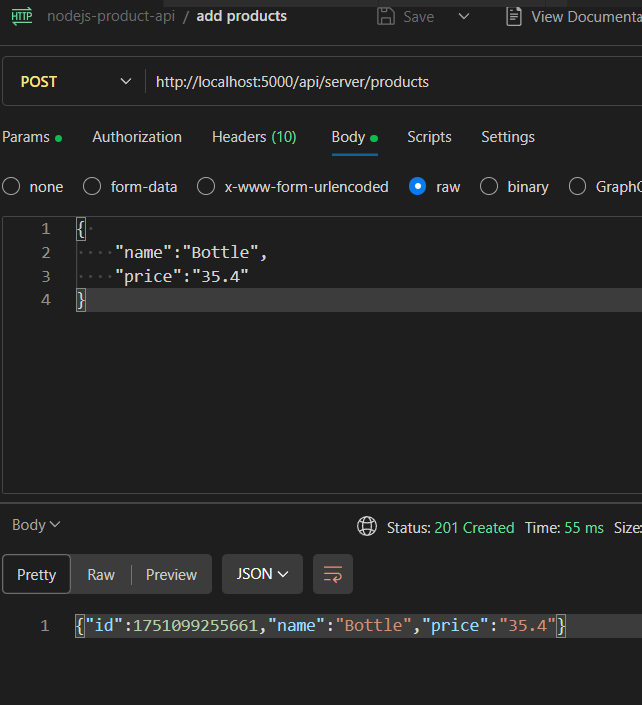 HTTP nodejs-product-api / add products Save View Documenta
POST http://localhost:5000/api/server/products
Params Authorization Headers (10) Body Scripts Settings
none form-data x-www-form-urlencoded raw binary GraphQ
1 {
2 "name":"Bottle",
3 "price":"35.4"
4 }
Body Status: 201 Created Time: 55 ms Size:
Pretty Raw Preview JSON
1 {"id":1751099255661,"name":"Bottle","price":"35.4"}